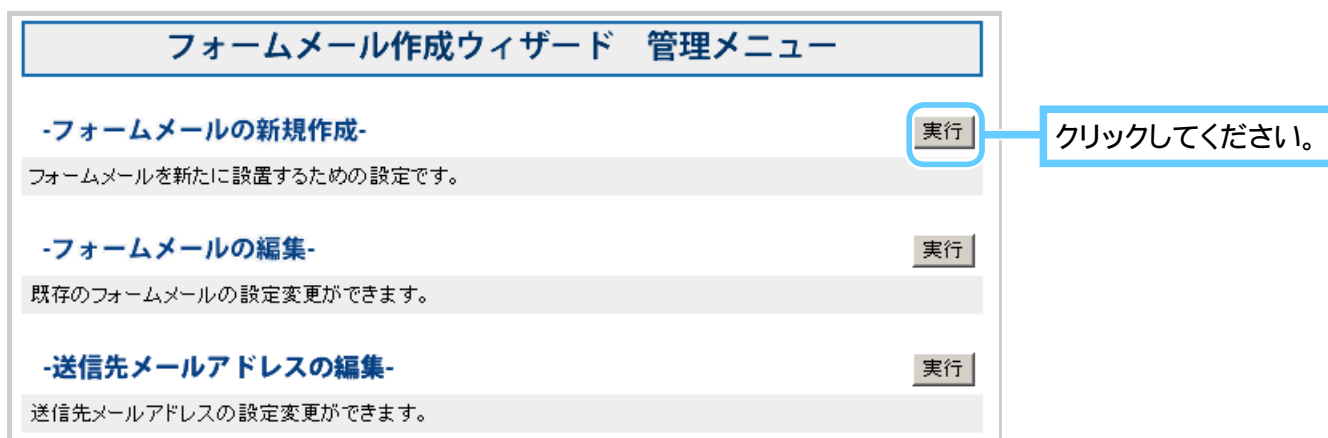 フォームメール作成ウィザード　管理メニュー
-フォームメールの新規作成-
実行
クリックしてください。
フォームメールを新たに設置するための設定です。
-フォームメールの編集-
実行
既存のフォームメールの設定変更ができます。
-送信先メールアドレスの編集-
実行
送信先メールアドレスの設定変更ができます。